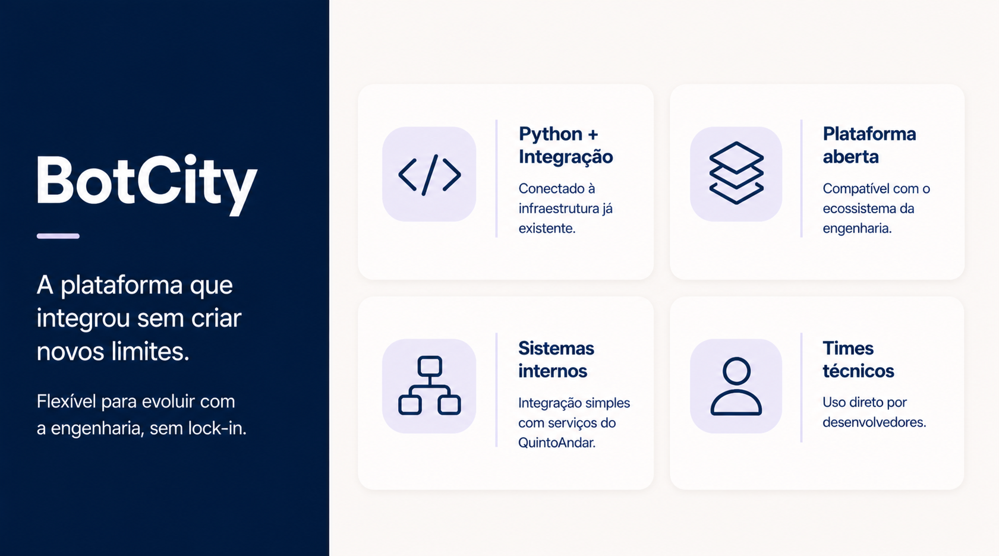 BotCity
A plataforma que
integrou sem criar
novos limites.
Flexível para evoluir com
a engenharia, sem lock-in.
Python +
Integração
Conectado à
infraestrutura já
existente.
Plataforma
aberta
Compatível com o
ecossistema da
engenharia.
Sistemas
internos
Integração simples
com serviços do
QuintoAndar.
Times
técnicos
Uso direto por
desenvolvedores.